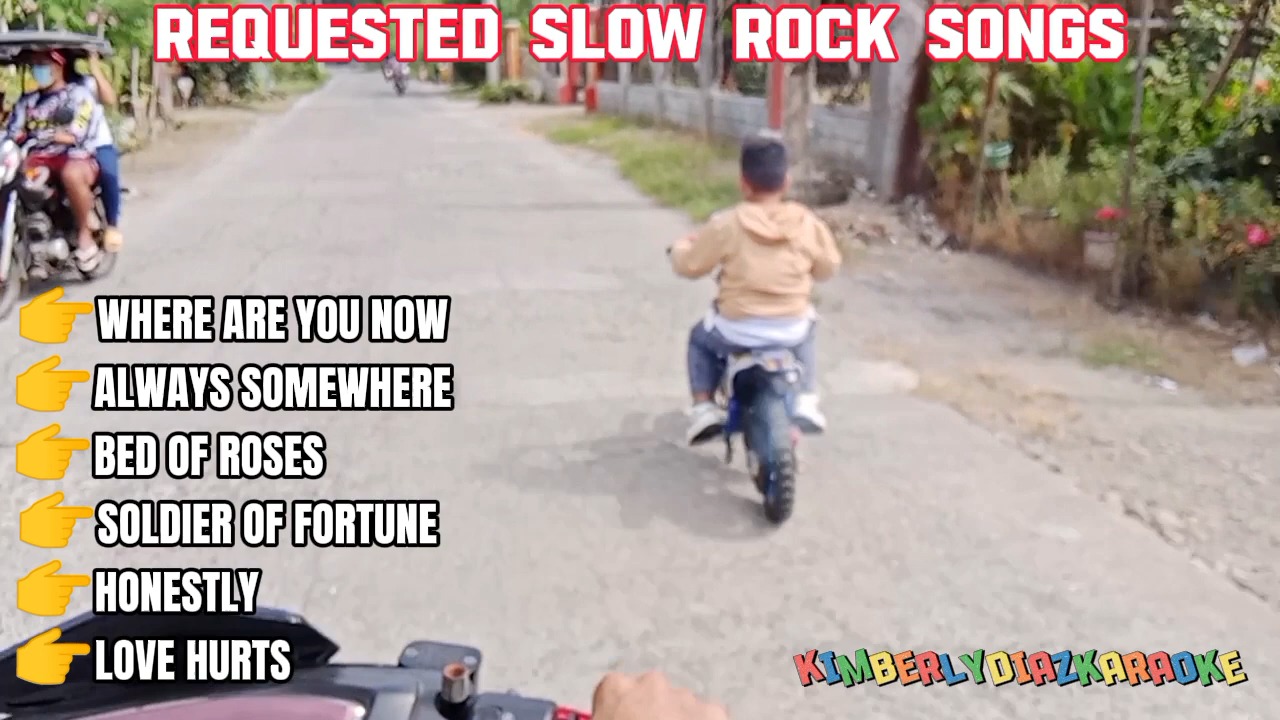 REQUESTED SLOW ROCK SONGS
👉WHERE ARE YOU NOW
👉ALWAYS SOMEWHERE
👉BED OF ROSES
👉SOLDIER OF FORTUNE
👉HONESTLY
👉LOVE HURTS
KIMBERLYDIAZKARAOKE